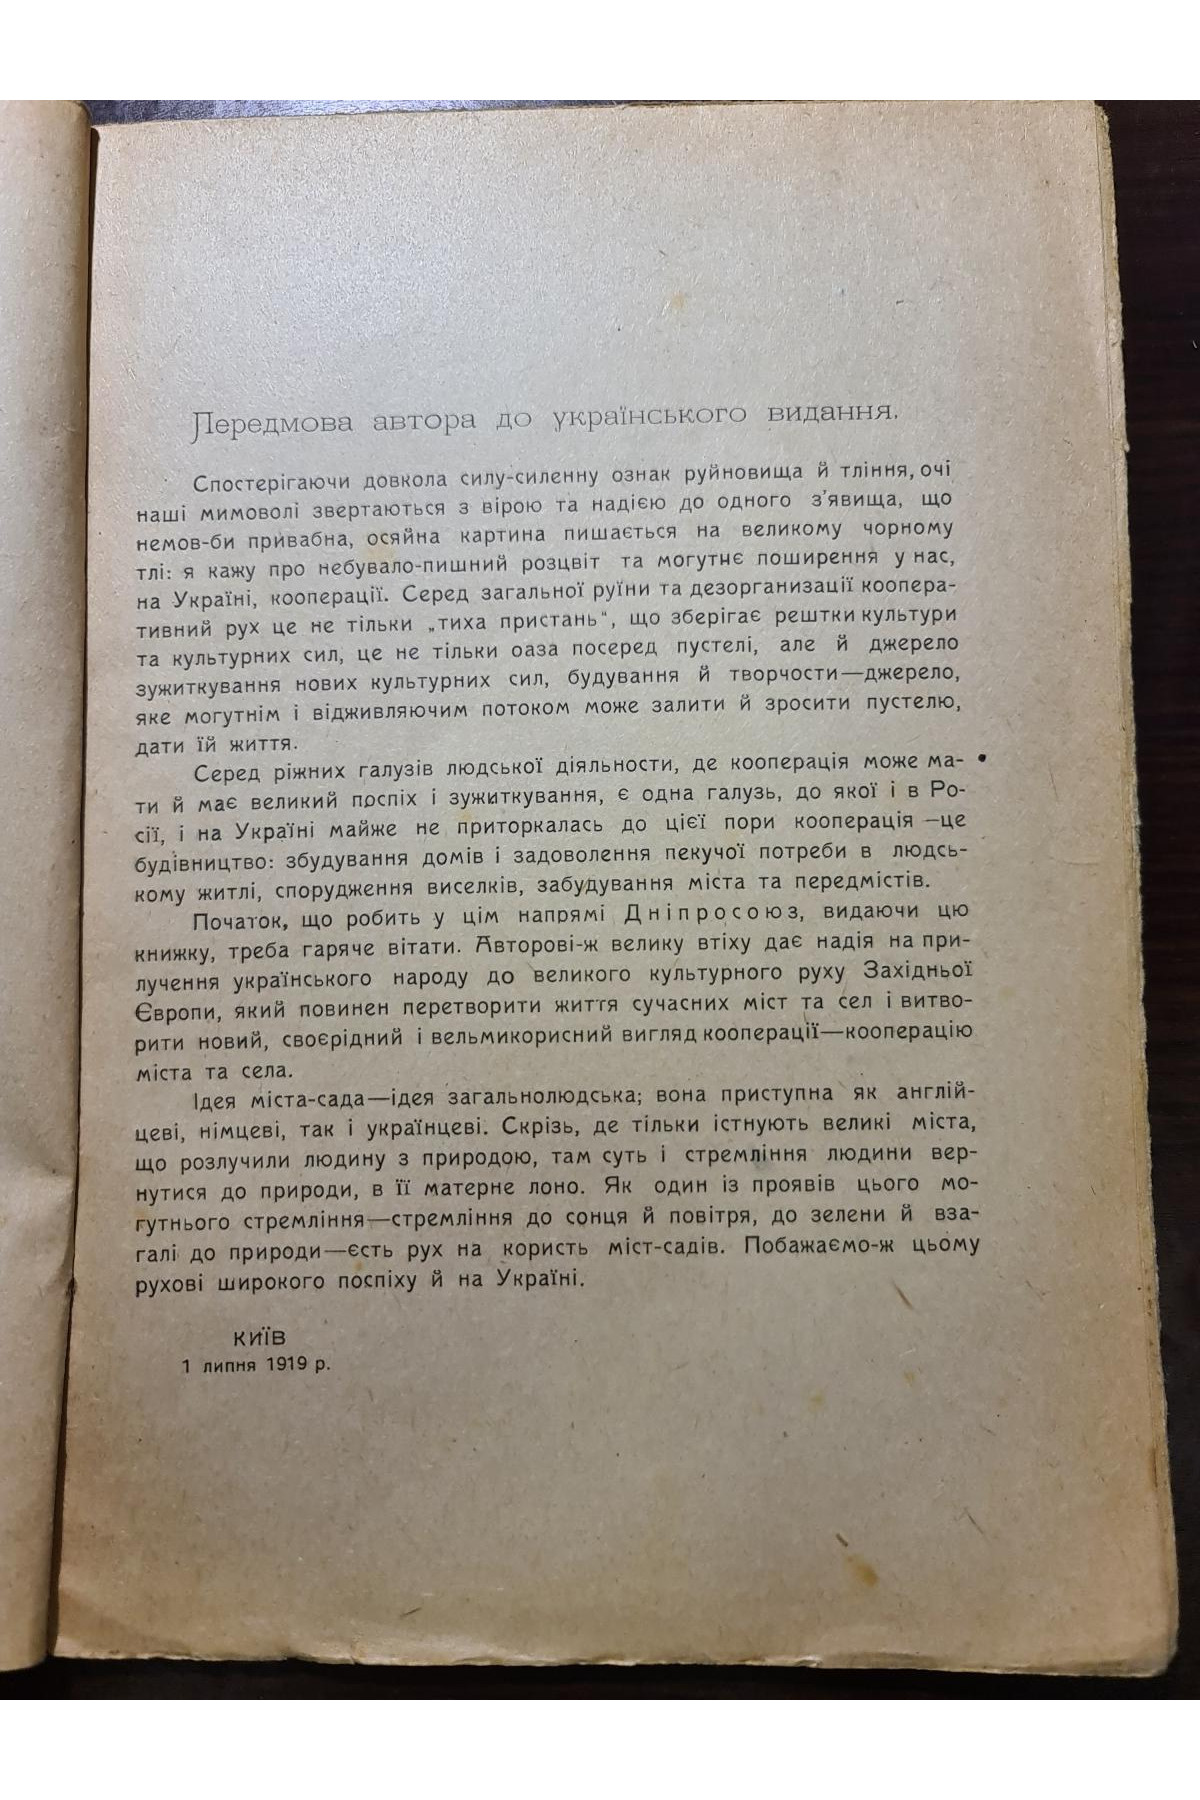 Передмова автора до українського видання.
Спостерігаючи довкола силу-силенну ознак руйновища й тління, очі
наші мимоволі звертаються з вірою та надією до одного з’явища, що
немов-би привабна, осяйна картина пишається на великому чорному
тлі: я кажу про небувало-пишний розцвіт та могутнє поширення у нас,
на Україні, кооперації. Серед загальної руїни та дезорганизації коопера-
тивний рух це не тільки „тиха пристань“, що зберігає рештки культури
та культурних сил, це не тільки оаза посеред пустелі, але й джерело
зужиткування нових культурних сил, будування й творчости—джерело,
яке могутнім і відживляючим потоком може залити й зросити пустелю,
дати їй життя.
Серед ріжних галузів людської діяльности, де кооперація може ма-
ти й має великий поспіх і зужиткування, є одна галузь, до якої і в Ро-
сії, і на Україні майже не приторкалась до цієї пори кооперація—це
будівництво: збудування домів і задоволення пекучої потреби в людсь-
кому житлі, спорудження виселків, забудування міста та передмістів.
Початок, що робить у цім напрямі Дніпросоюз, видаючи цю
книжку, треба гаряче вітати. Авторові-ж велику втіху дає надія на при-
лучення українського народу до великого культурного руху Західньої
Європи, який повинен перетворити життя сучасних міст та сел і витво-
рити новий, своєрідний і вельмикорисний вигляд кооперації—кооперацію
міста та села.
Ідея міста-сада—ідея загальнолюдська; вона приступна як англій-
цеві, німцеві, так і українцеві. Скрізь, де тільки істнують великі міста,
що розлучили людину з природою, там суть і стремління людини вер-
нутися до природи, в її матерне лоно. Як один із проявів цього мо-
гутнього стремління—стремління до сонця й повітря, до зелени й вза-
галі до природи—єсть рух на користь міст-садів. Побажаємо-ж цьому
рухові широкого поспіху й на Україні.
КИЇВ
1 липня 1919 р.